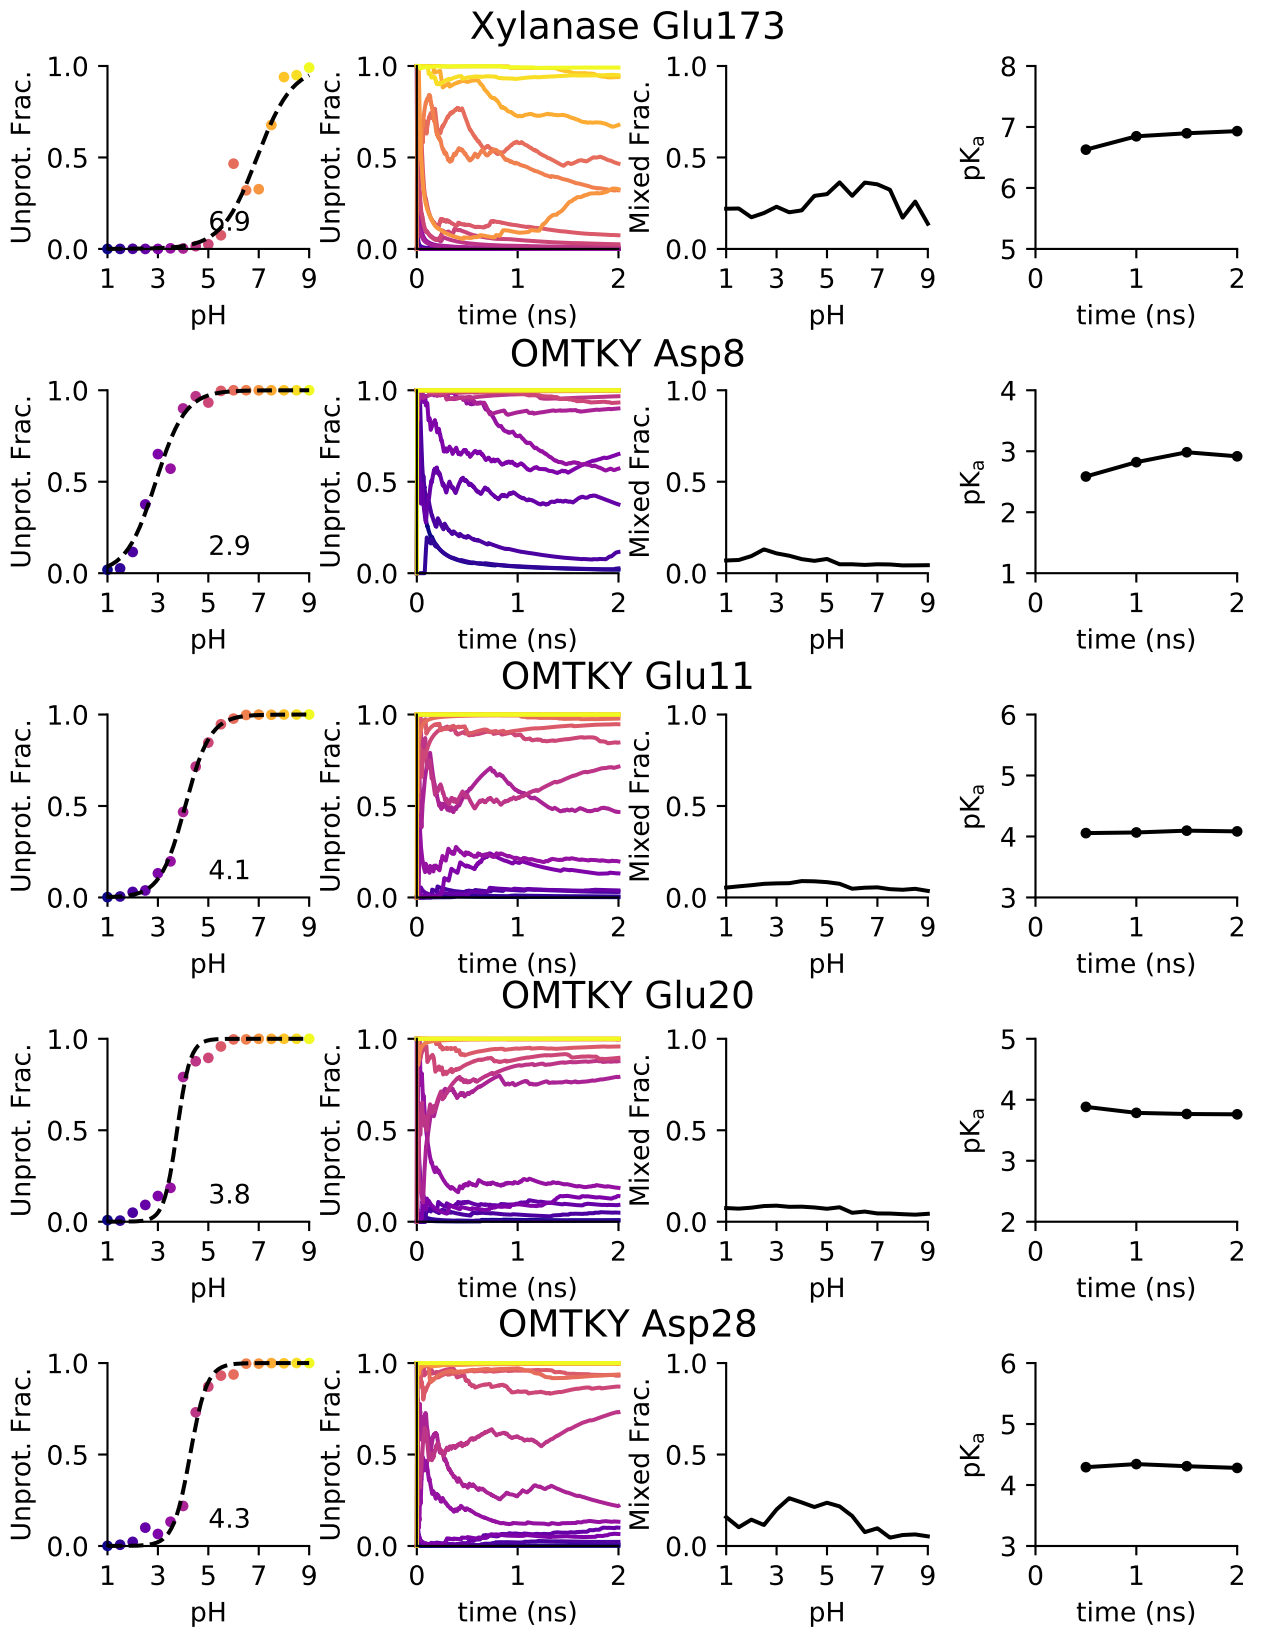 Xylanase Glu173
Unprot. Frac. 1.0 0.5 0.0 6.9 1 3 5 7 9 pH
Unprot. Frac. 1.0 0.5 0.0 0 1 2 time (ns)
Mixed Frac. 1.0 0.5 0.0 1 3 5 7 9 pH
pKa 8 7 6 5 0 1 2 time (ns)
OMTKY Asp8
Unprot. Frac. 1.0 0.5 0.0 2.9 1 3 5 7 9 pH
Unprot. Frac. 1.0 0.5 0.0 0 1 2 time (ns)
Mixed Frac. 1.0 0.5 0.0 1 3 5 7 9 pH
pKa 4 3 2 1 0 1 2 time (ns)
OMTKY Glu11
Unprot. Frac. 1.0 0.5 0.0 4.1 1 3 5 7 9 pH
Unprot. Frac. 1.0 0.5 0.0 0 1 2 time (ns)
Mixed Frac. 1.0 0.5 0.0 1 3 5 7 9 pH
pKa 6 5 4 3 0 1 2 time (ns)
OMTKY Glu20
Unprot. Frac. 1.0 0.5 0.0 3.8 1 3 5 7 9 pH
Unprot. Frac. 1.0 0.5 0.0 0 1 2 time (ns)
Mixed Frac. 1.0 0.5 0.0 1 3 5 7 9 pH
pKa 5 4 3 2 0 1 2 time (ns)
OMTKY Asp28
Unprot. Frac. 1.0 0.5 0.0 4.3 1 3 5 7 9 pH
Unprot. Frac. 1.0 0.5 0.0 0 1 2 time (ns)
Mixed Frac. 1.0 0.5 0.0 1 3 5 7 9 pH
pKa 6 5 4 3 0 1 2 time (ns)